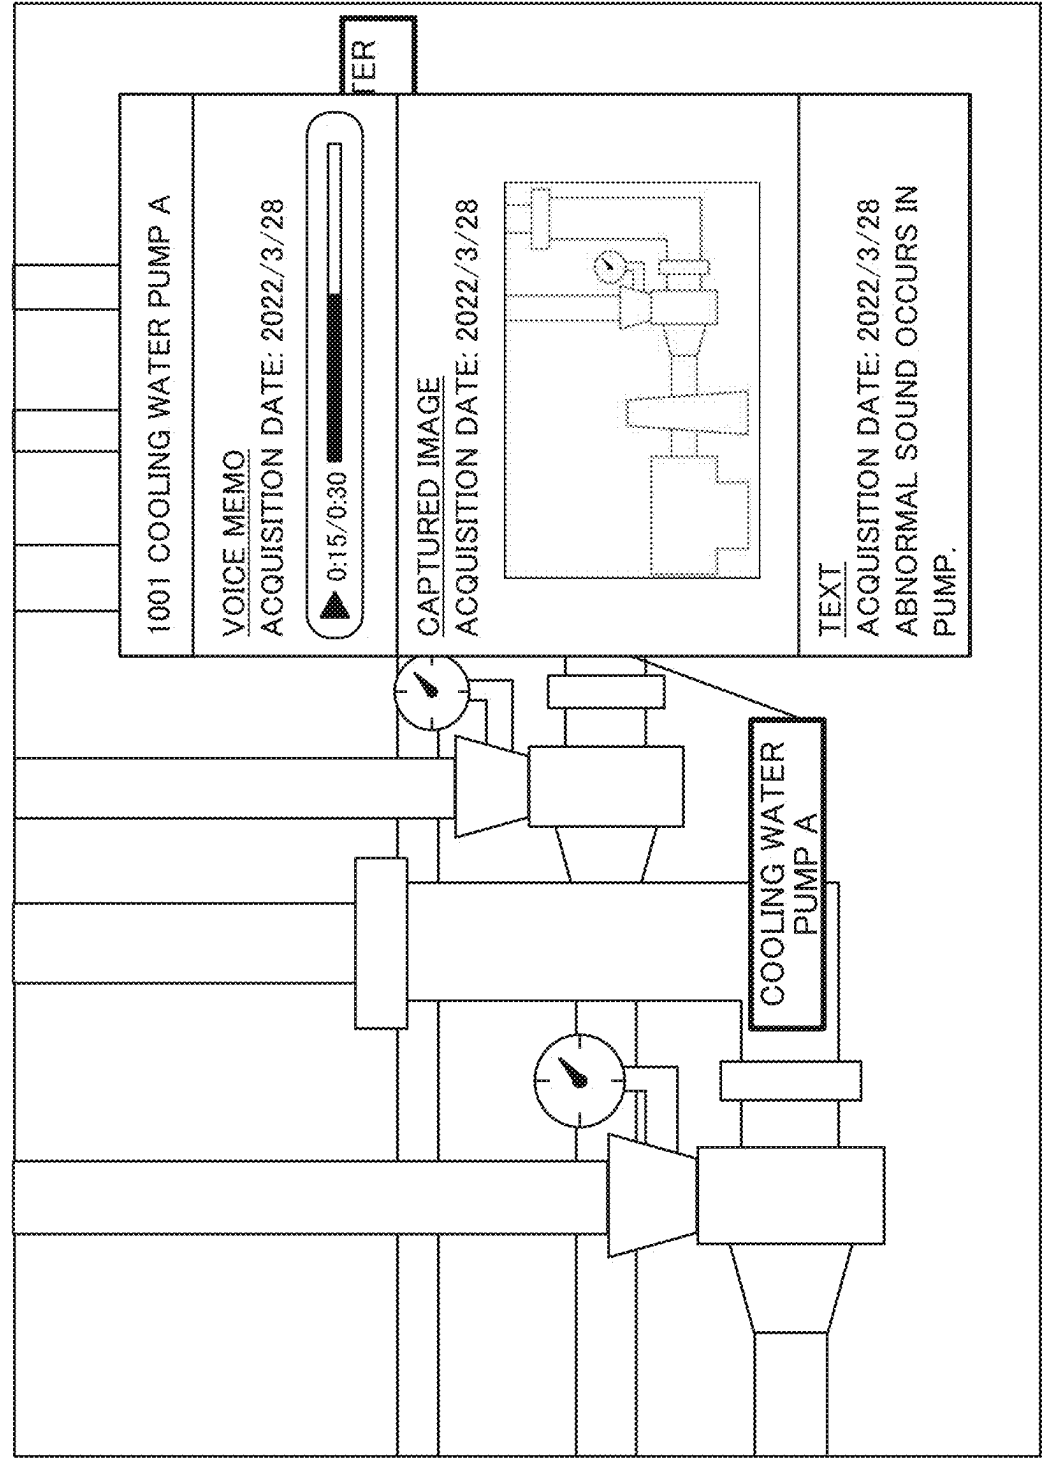 TER
1001 COOLING WATER PUMP A
VOICE MEMO
ACQUISITION DATE: 2022/3/28
0:15/0:30
CAPTURED IMAGE
ACQUISITION DATE: 2022/3/28
TEXT
ACQUISITION DATE: 2022/3/28
ABNORMAL SOUND OCCURS IN
PUMP.
COOLING WATER
PUMP A